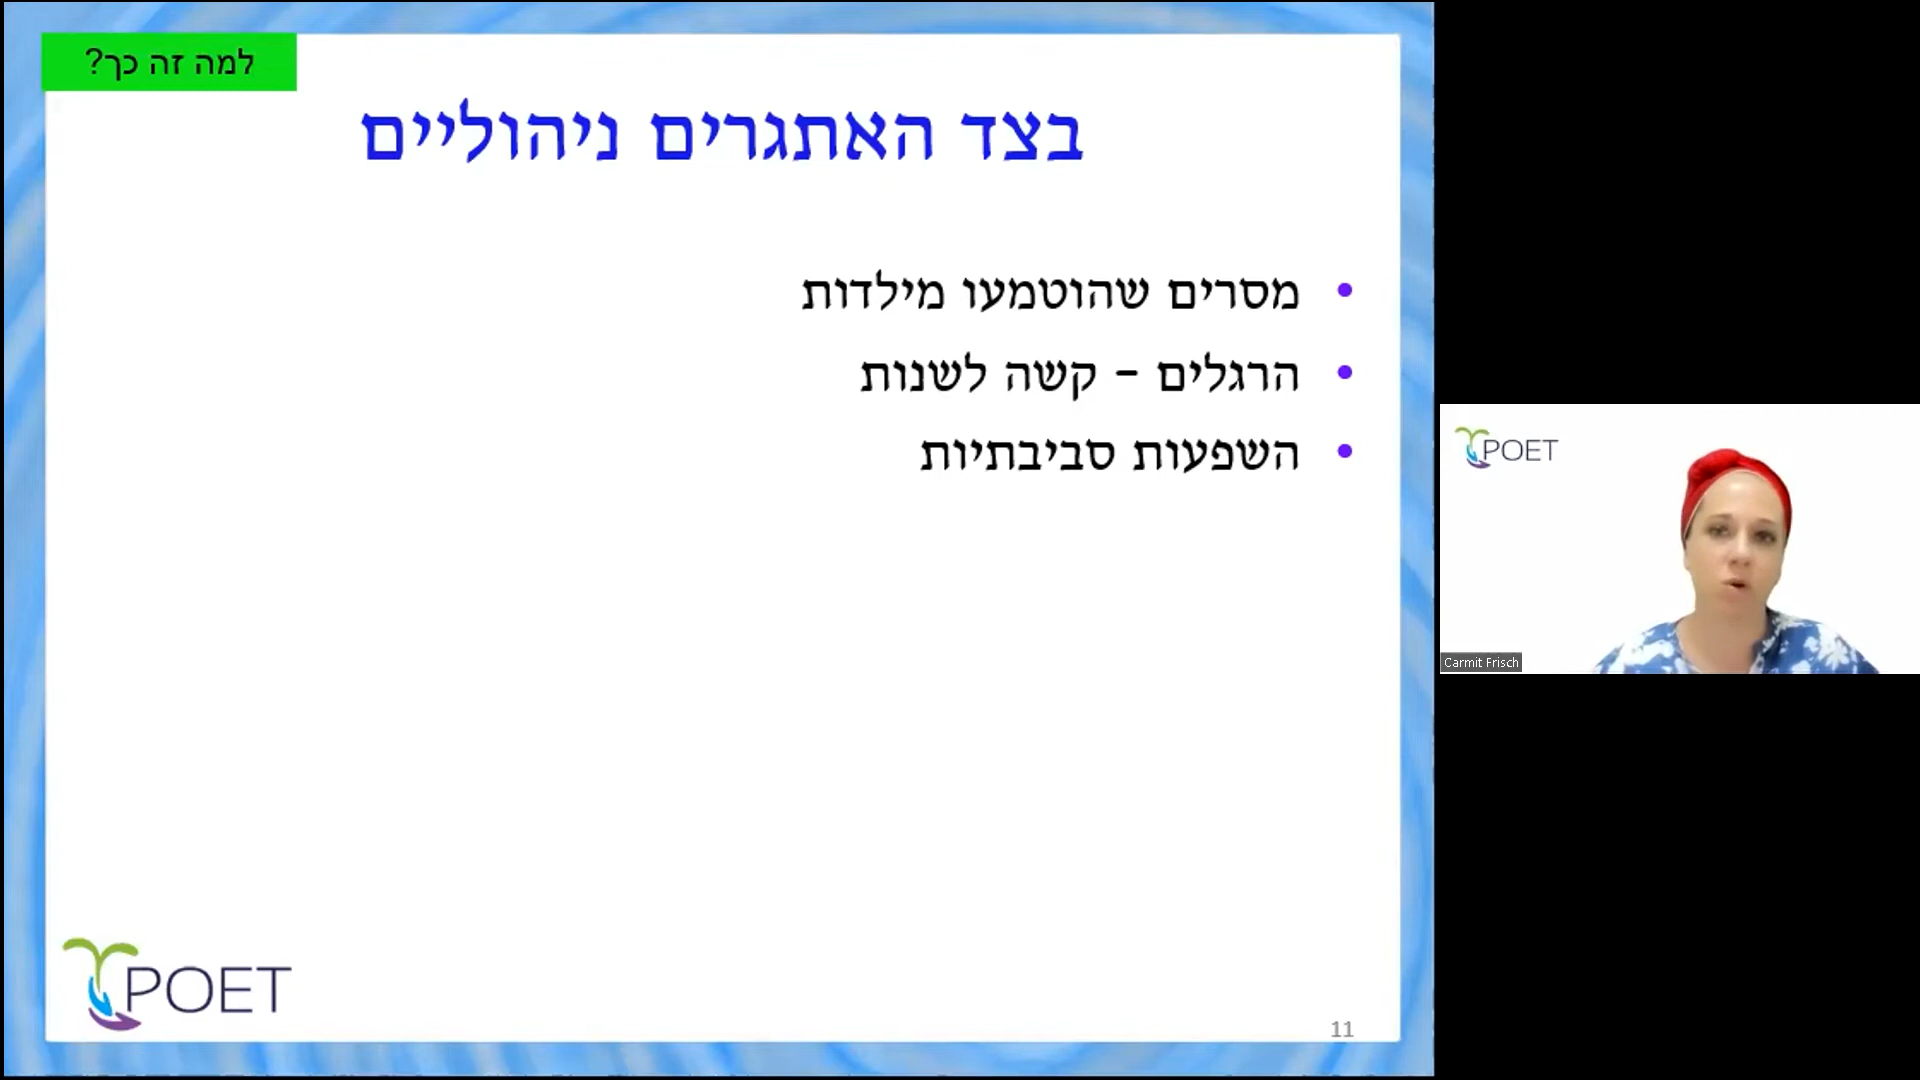 למה זה כך?
בצד האתגרים ניהוליים
• מסרים שהוטמעו מילדות
• הרגלים – קשה לשנות
• השפעות סביבתיות
POET
11
POET
Carmit Frisch